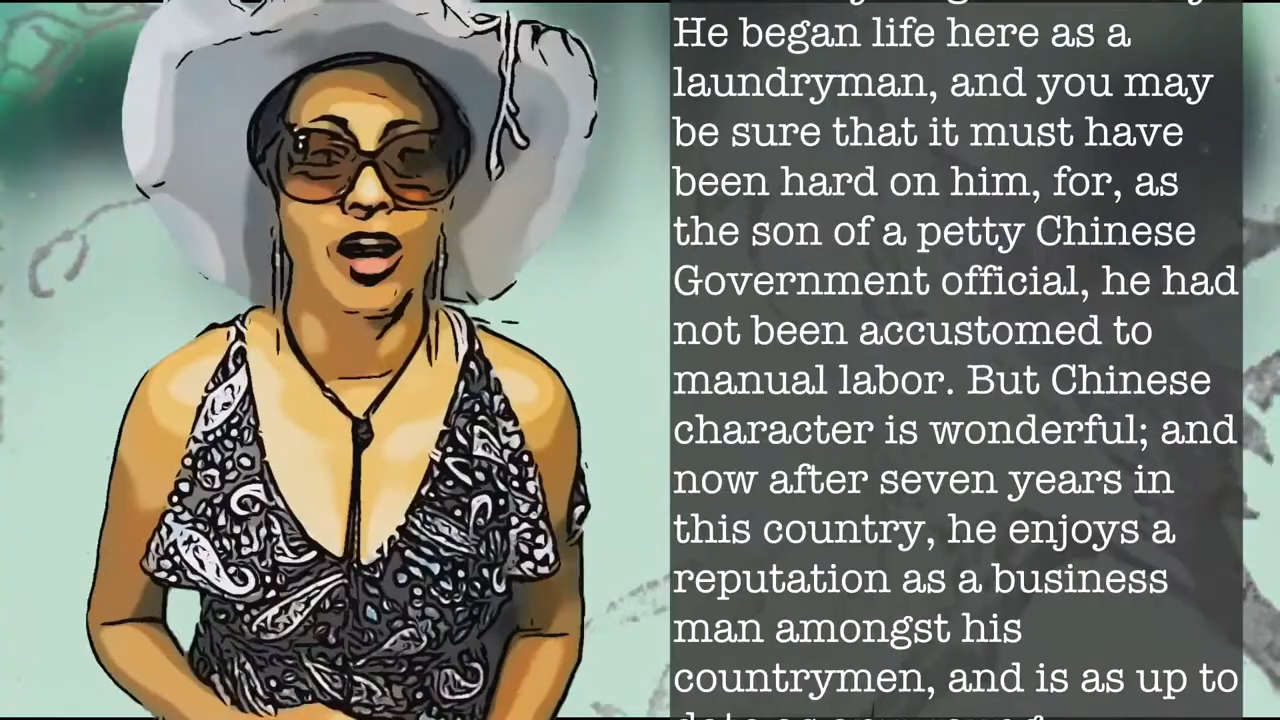 He began life here as a
laundryman, and you may
be sure that it must have
been hard on him, for, as
the son of a petty Chinese
Government official, he had
not been accustomed to
manual labor. But Chinese
character is wonderful; and
now after seven years in
this country, he enjoys a
reputation as a business
man amongst his
countrymen, and is as up to